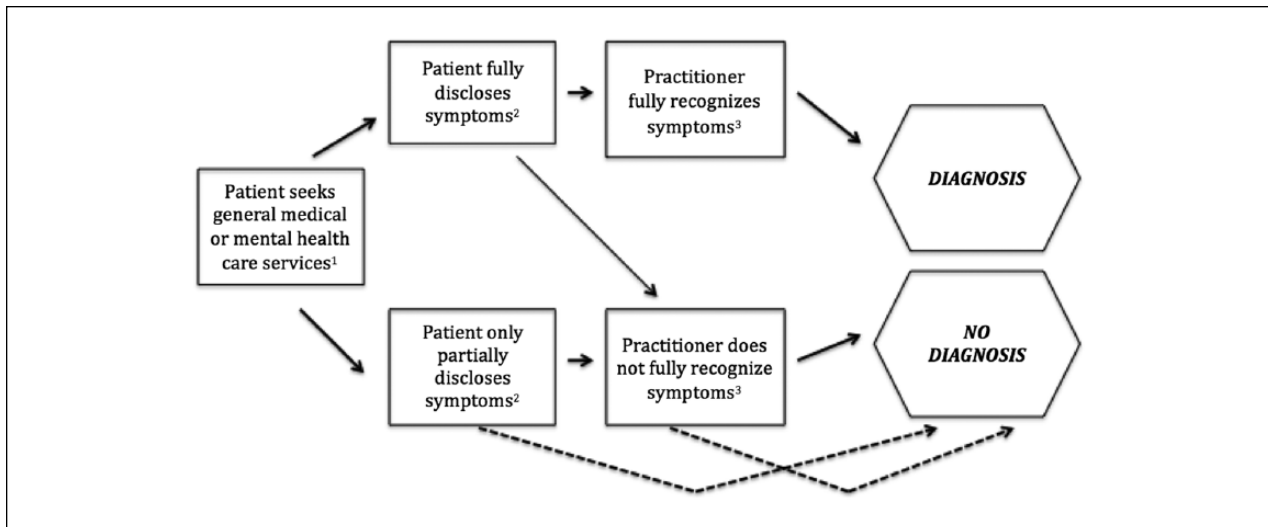 Patient fully
discloses
symptoms²
Practitioner
fully recognizes
symptoms³
DIAGNOSIS
Patient seeks
general medical
or mental health
care services¹
Patient only
partially
discloses
symptoms²
Practitioner does
not fully recognize
symptoms³
NO
DIAGNOSIS